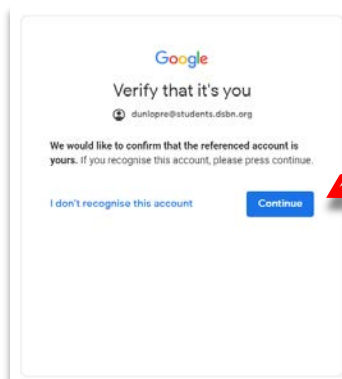 Google
Verify that it's you
dunlopre@students.dsbn.org
We would like to confirm that the referenced account is
yours. If you recognise this account, please press continue.
I don't recognise this account
Continue